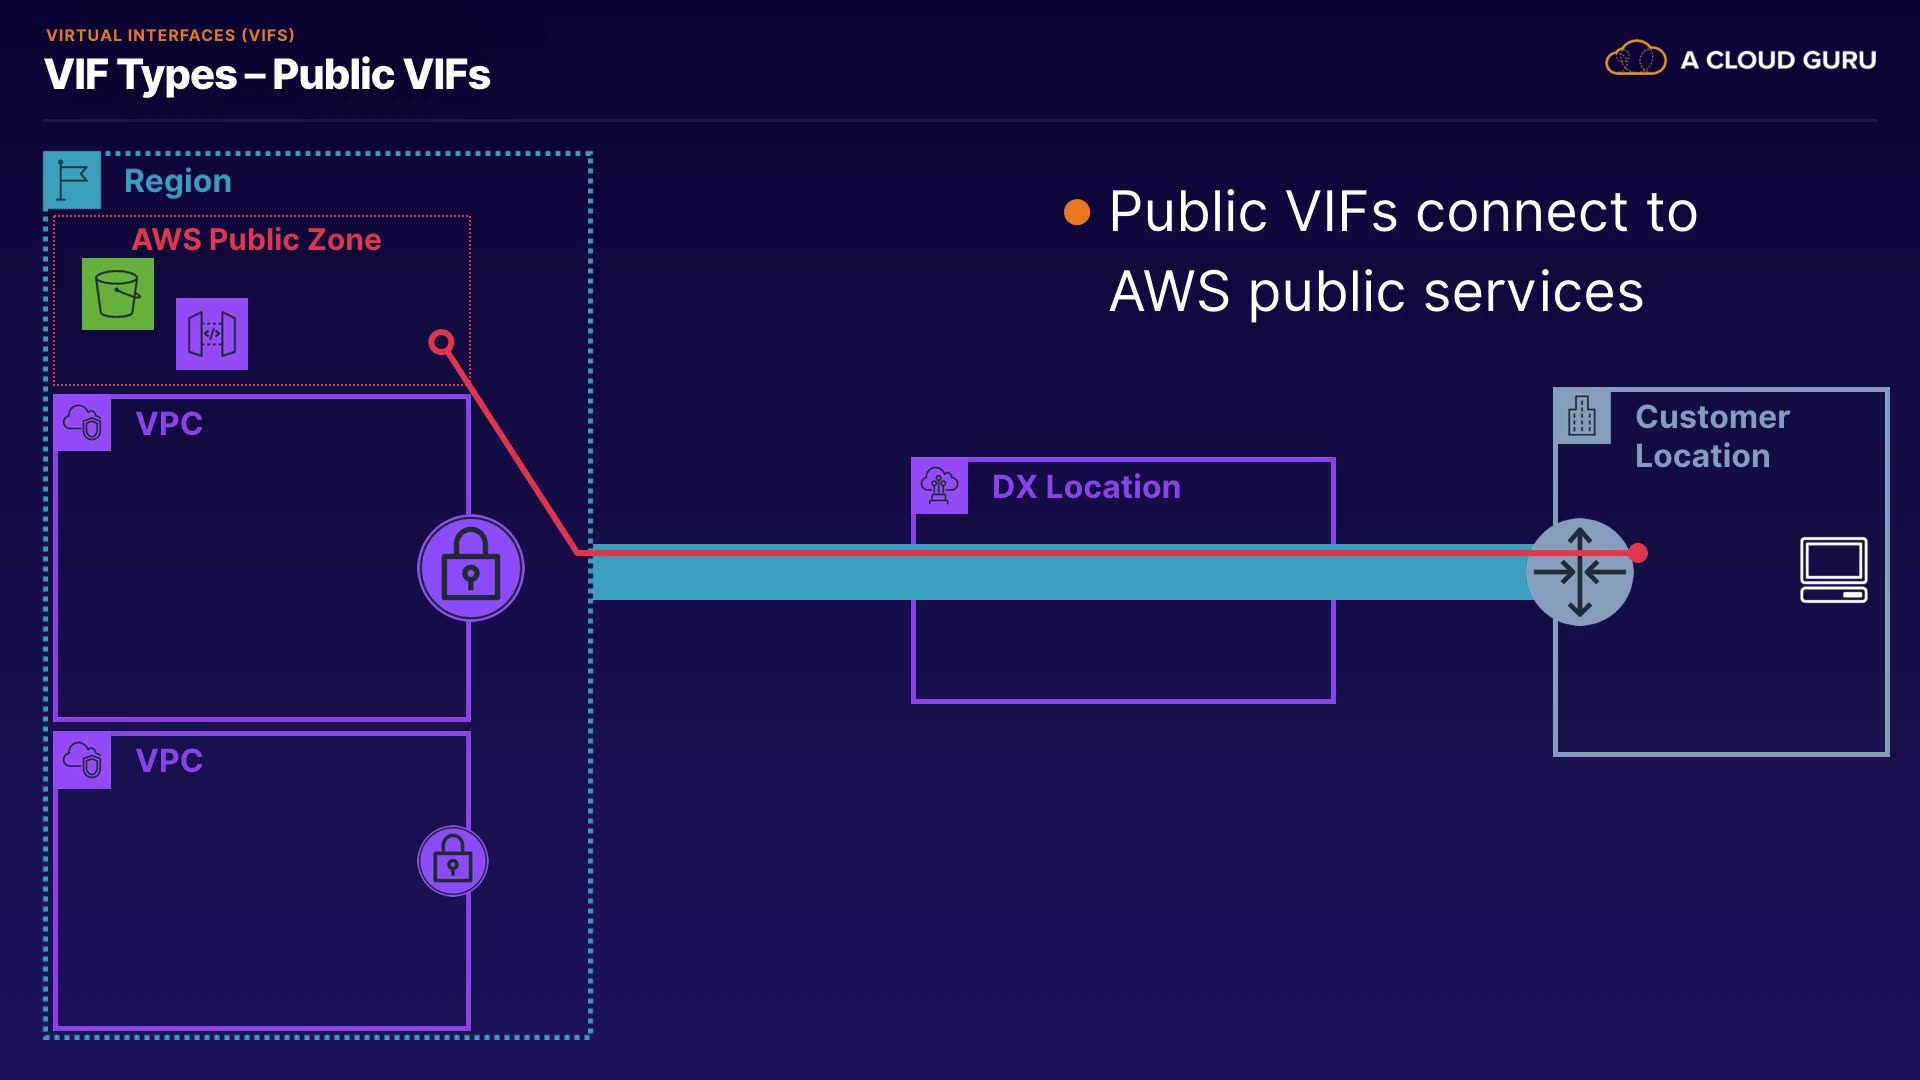 VIRTUAL INTERFACES (VIFS)
VIF Types – Public VIFs
A CLOUD GURU
Region
AWS Public Zone
Public VIFs connect to
AWS public services
VPC
Customer
Location
DX Location
VPC